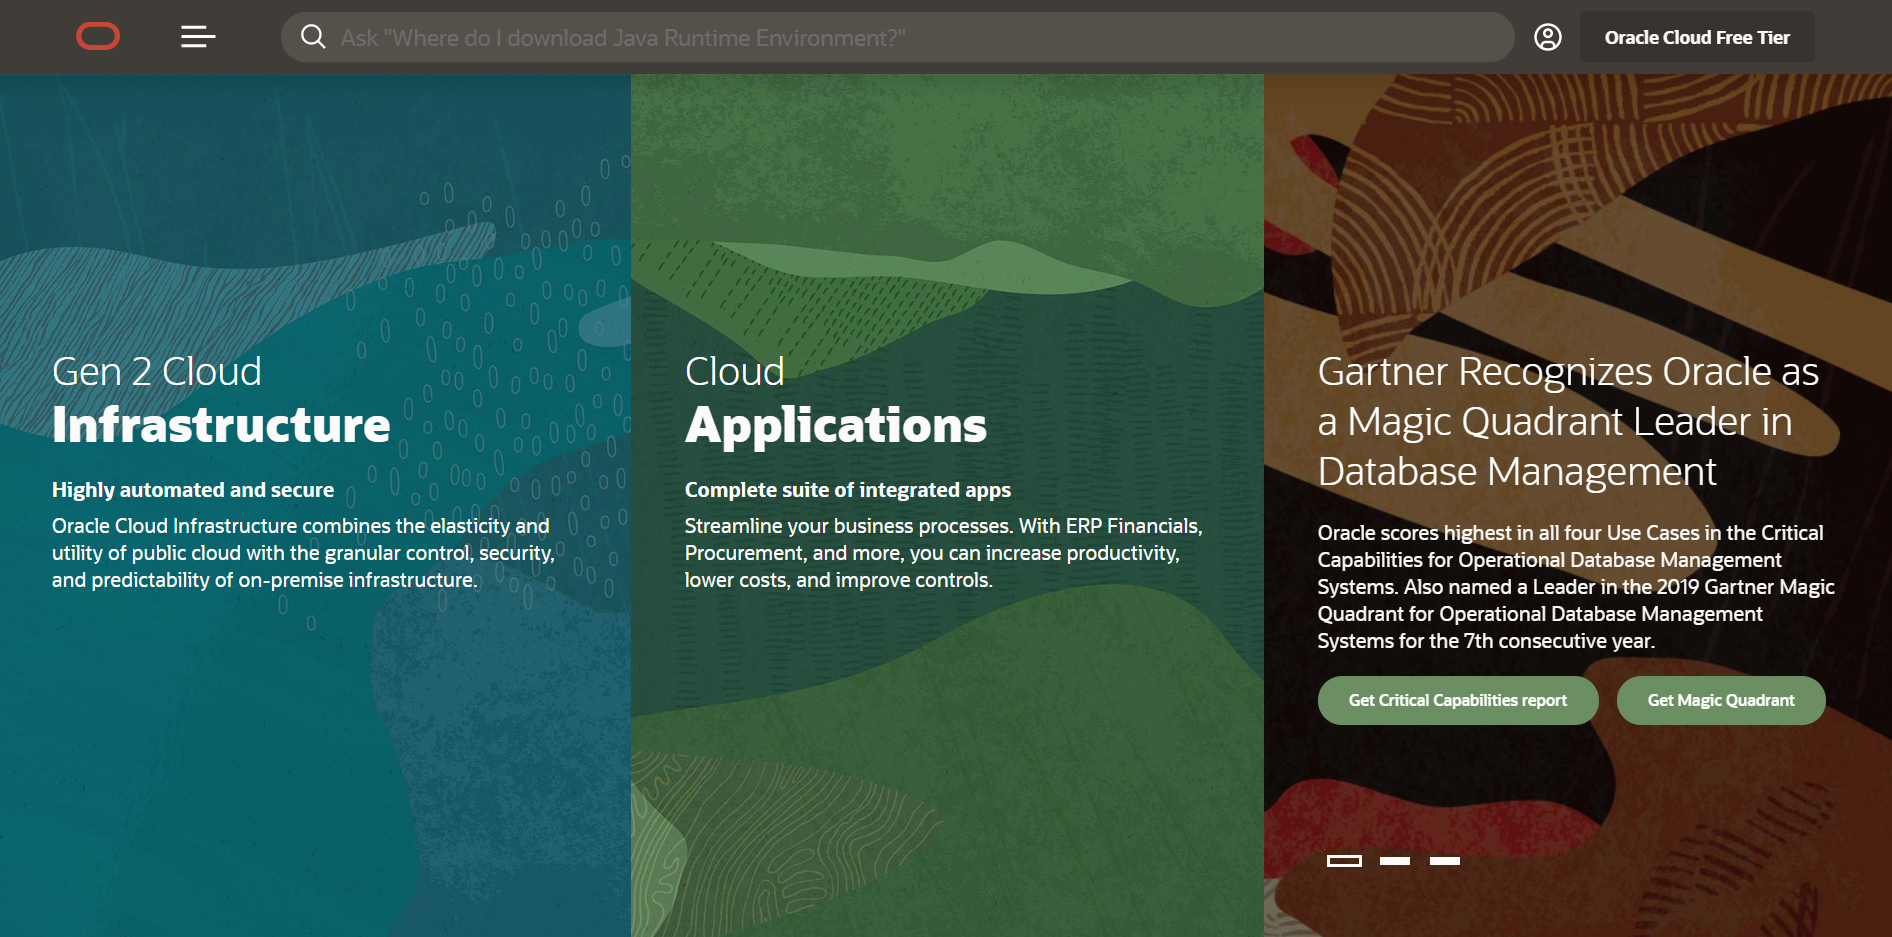 Ask "Where do I download Java Runtime Environment?"
Oracle Cloud Free Tier
Gen 2 Cloud
Infrastructure
Highly automated and secure
Oracle Cloud Infrastructure combines the elasticity and
utility of public cloud with the granular control, security,
and predictability of on-premise infrastructure.
Cloud
Applications
Complete suite of integrated apps
Streamline your business processes. With ERP Financials,
Procurement, and more, you can increase productivity,
lower costs, and improve controls.
Gartner Recognizes Oracle as
a Magic Quadrant Leader in
Database Management
Oracle scores highest in all four Use Cases in the Critical
Capabilities for Operational Database Management
Systems. Also named a Leader in the 2019 Gartner Magic
Quadrant for Operational Database Management
Systems for the 7th consecutive year.
Get Critical Capabilities report
Get Magic Quadrant